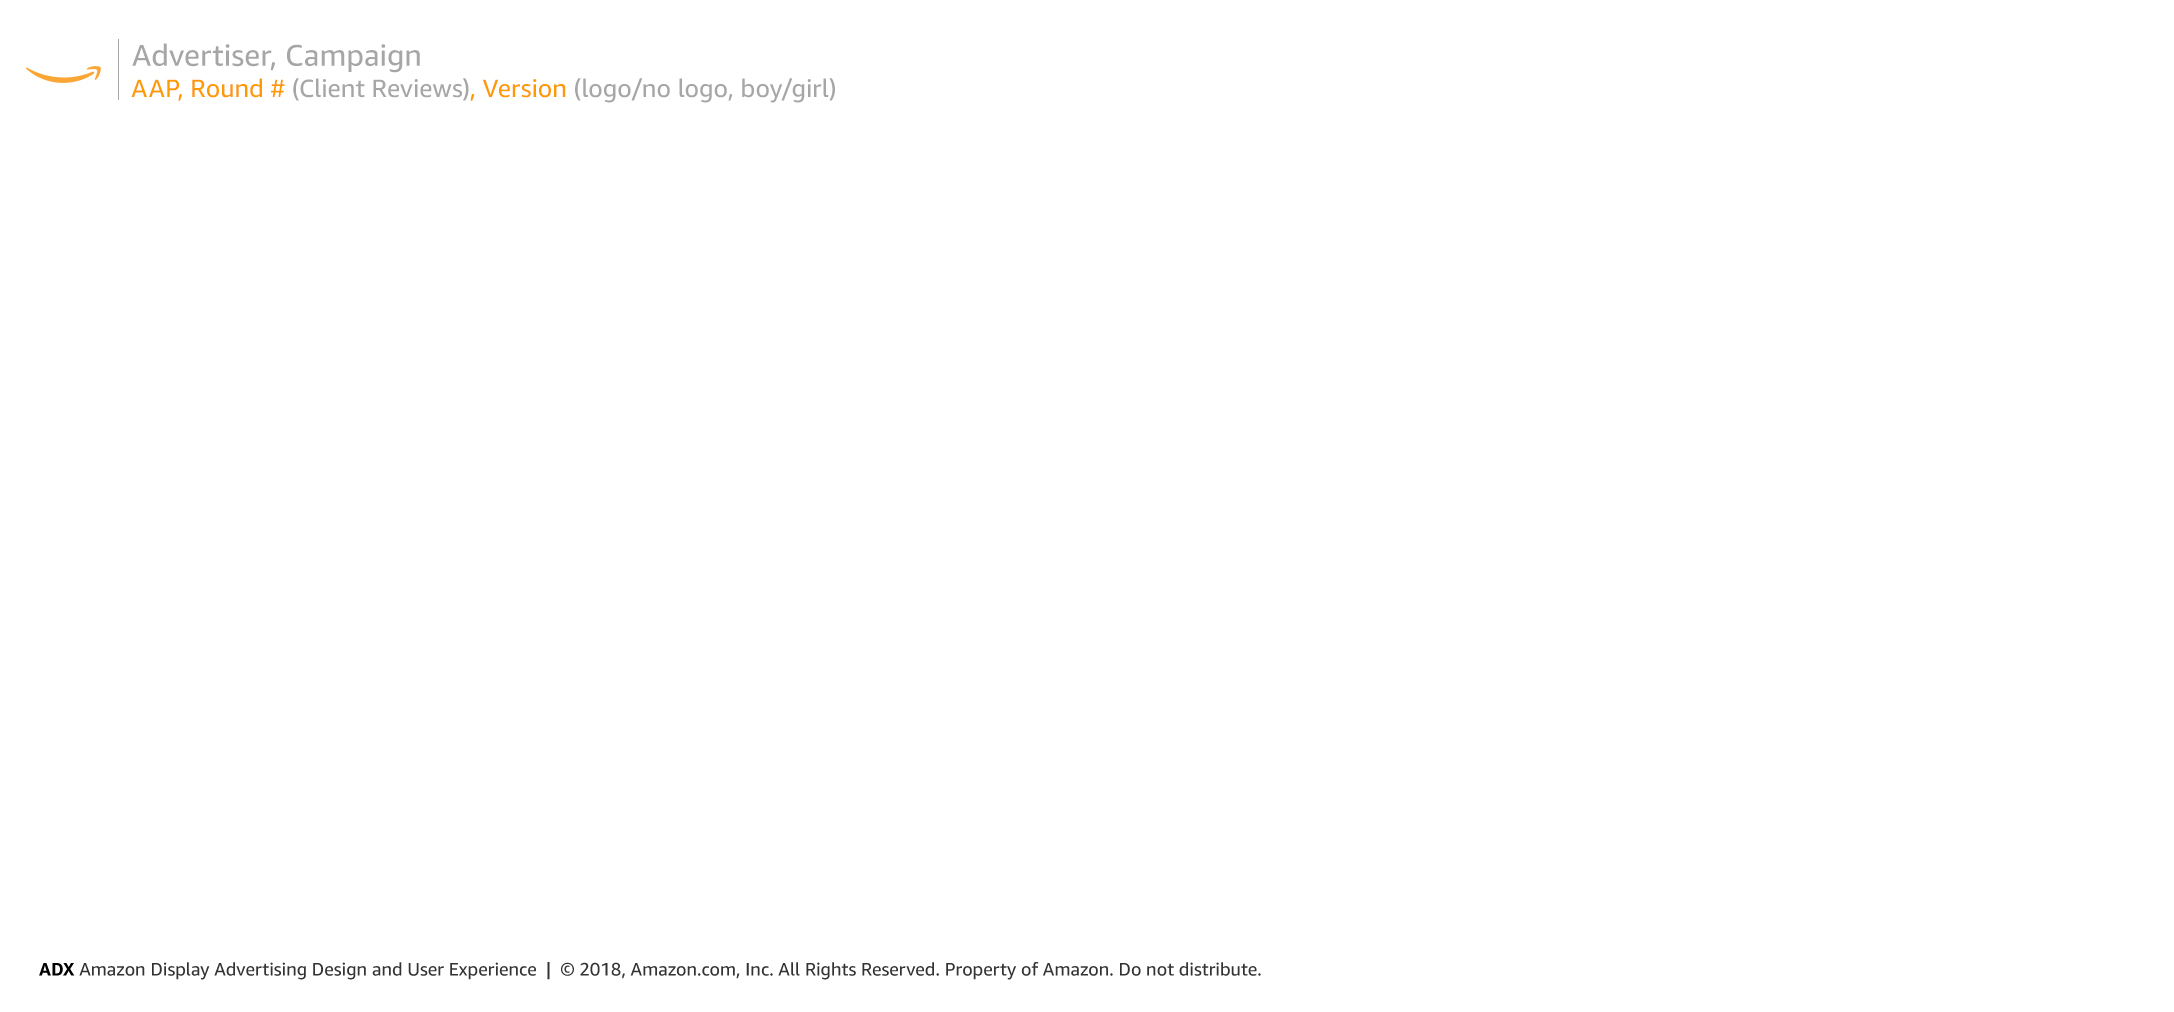 Advertiser, Campaign
AAP, Round # (Client Reviews), Version (logo/no logo, boy/girl)
ADX Amazon Display Advertising Design and User Experience | © 2018, Amazon.com, Inc. All Rights Reserved. Property of Amazon. Do not distribute.